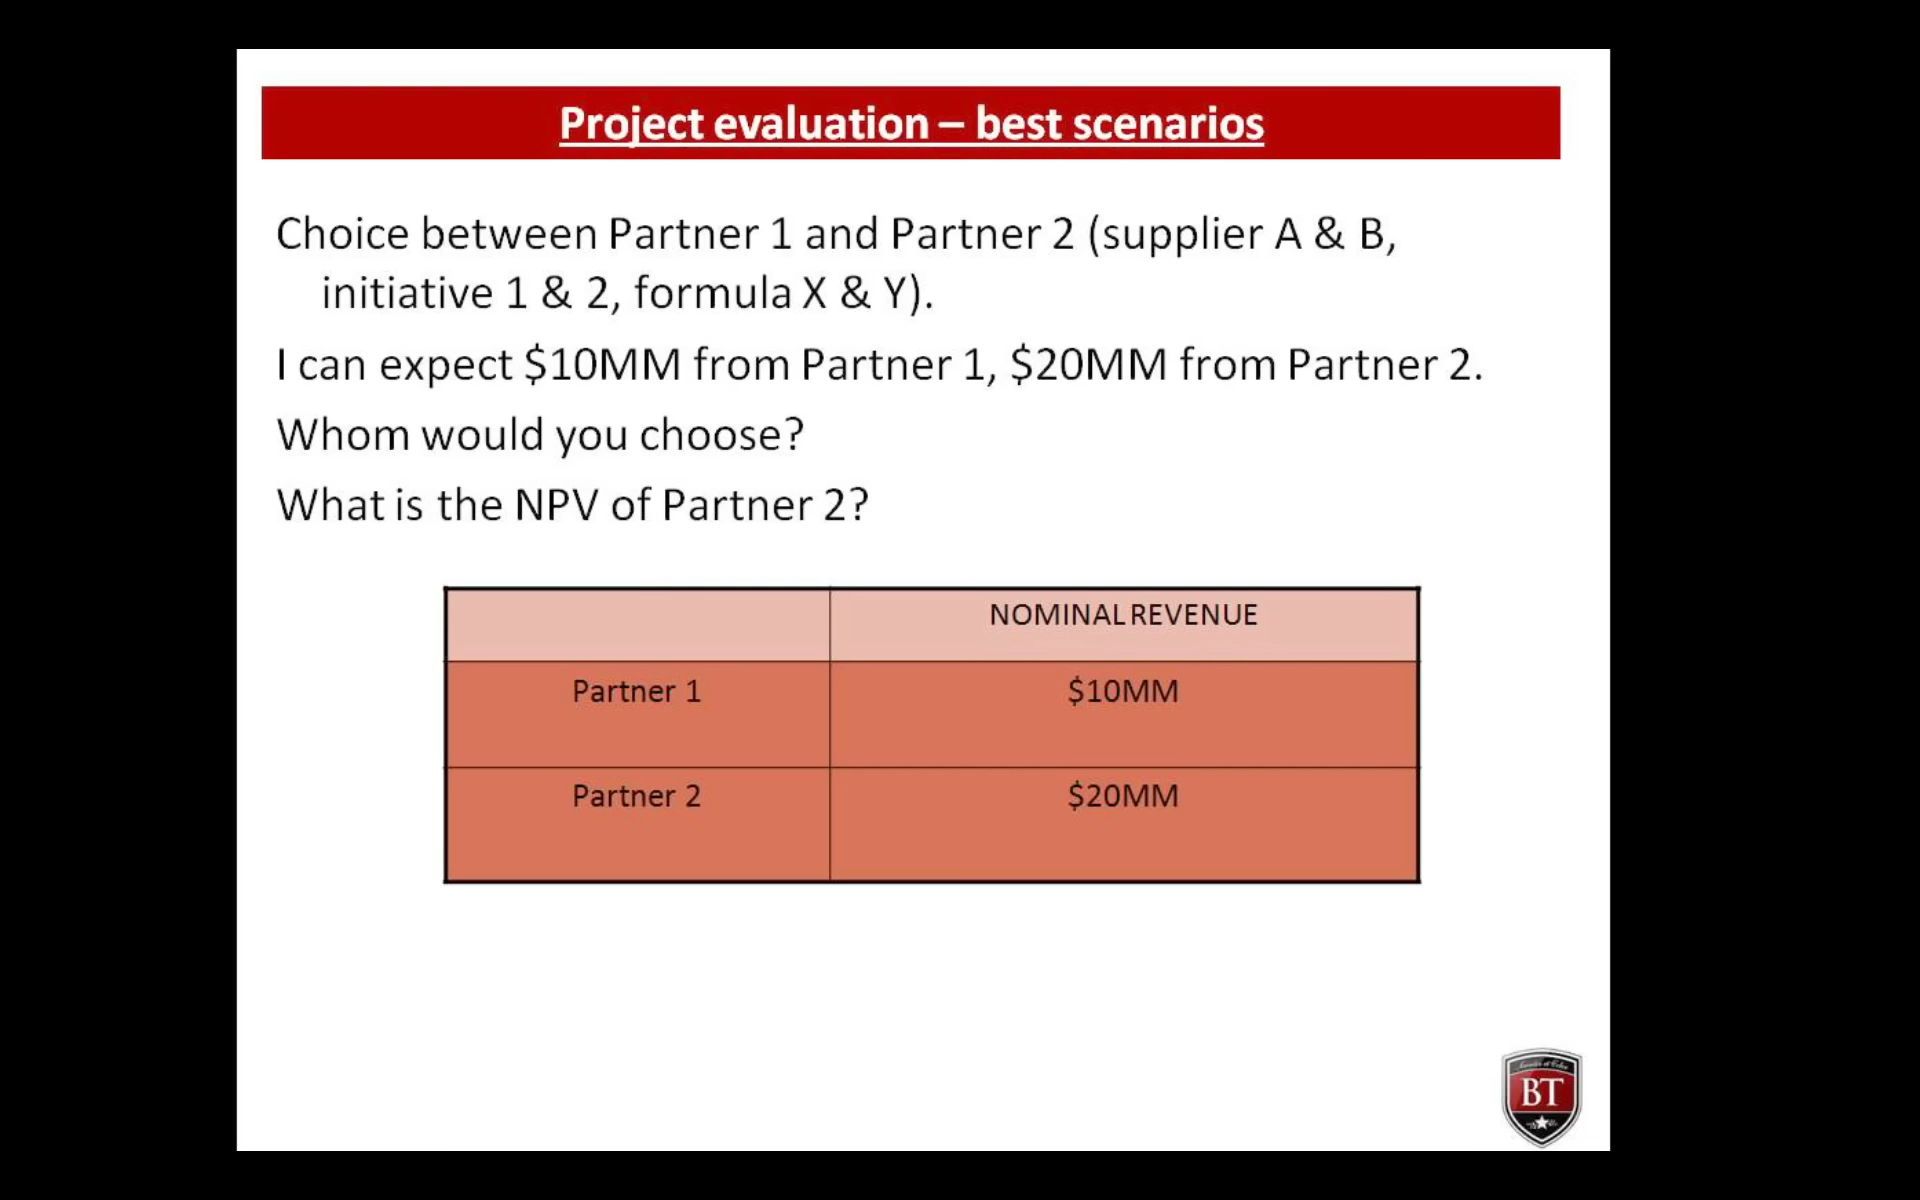 Project evaluation – best scenarios
Choice between Partner 1 and Partner 2 (supplier A & B,
initiative 1 & 2, formula X & Y).
I can expect $10MM from Partner 1, $20MM from Partner 2.
Whom would you choose?
What is the NPV of Partner 2?
NOMINAL REVENUE
Partner 1 $10MM
Partner 2 $20MM
BT